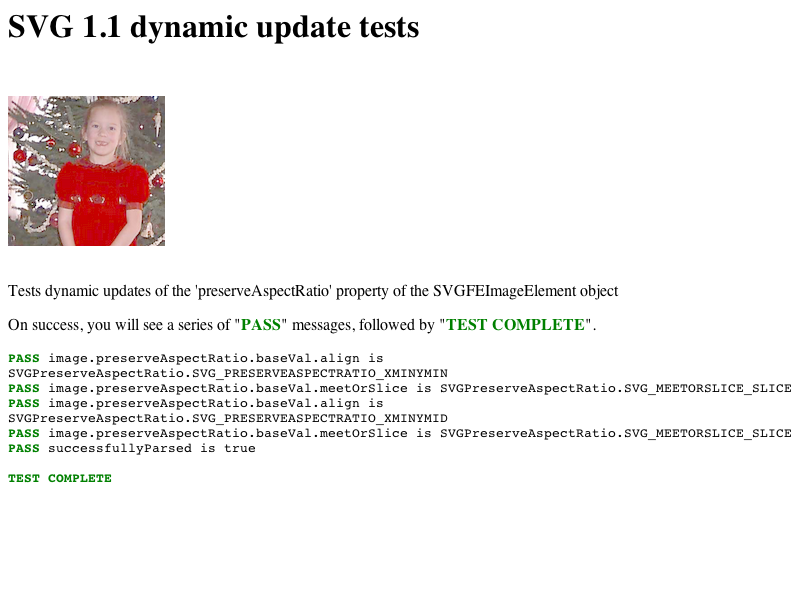 SVG 1.1 dynamic update tests
Tests dynamic updates of the 'preserveAspectRatio' property of the SVGFEImageElement object
On success, you will see a series of "PASS" messages, followed by "TEST COMPLETE".
PASS image.preserveAspectRatio.baseVal.align is
SVGPreserveAspectRatio.SVG_PRESERVEASPECTRATIO_XMINYMIN
PASS image.preserveAspectRatio.baseVal.meetOrSlice is SVGPreserveAspectRatio.SVG_MEETORSLICE_SLICE
PASS image.preserveAspectRatio.baseVal.align is
SVGPreserveAspectRatio.SVG_PRESERVEASPECTRATIO_XMINYMID
PASS image.preserveAspectRatio.baseVal.meetOrSlice is SVGPreserveAspectRatio.SVG_MEETORSLICE_SLICE
PASS successfullyParsed is true
TEST COMPLETE